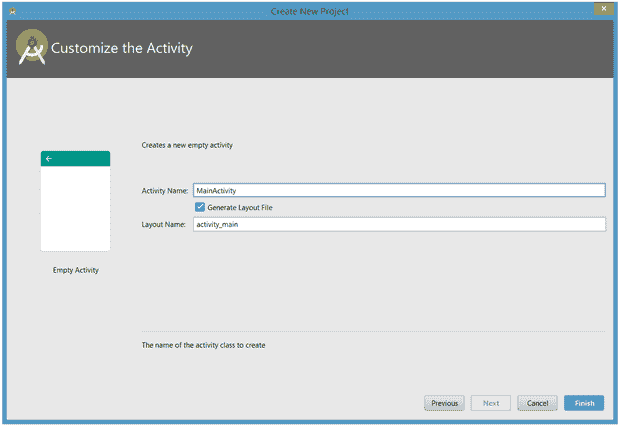 Create New Project
Customize the Activity
Creates a new empty activity
Activity Name: MainActivity
Generate Layout File
Layout Name: activity_main
Empty Activity
The name of the activity class to create
Previous Next Cancel Finish